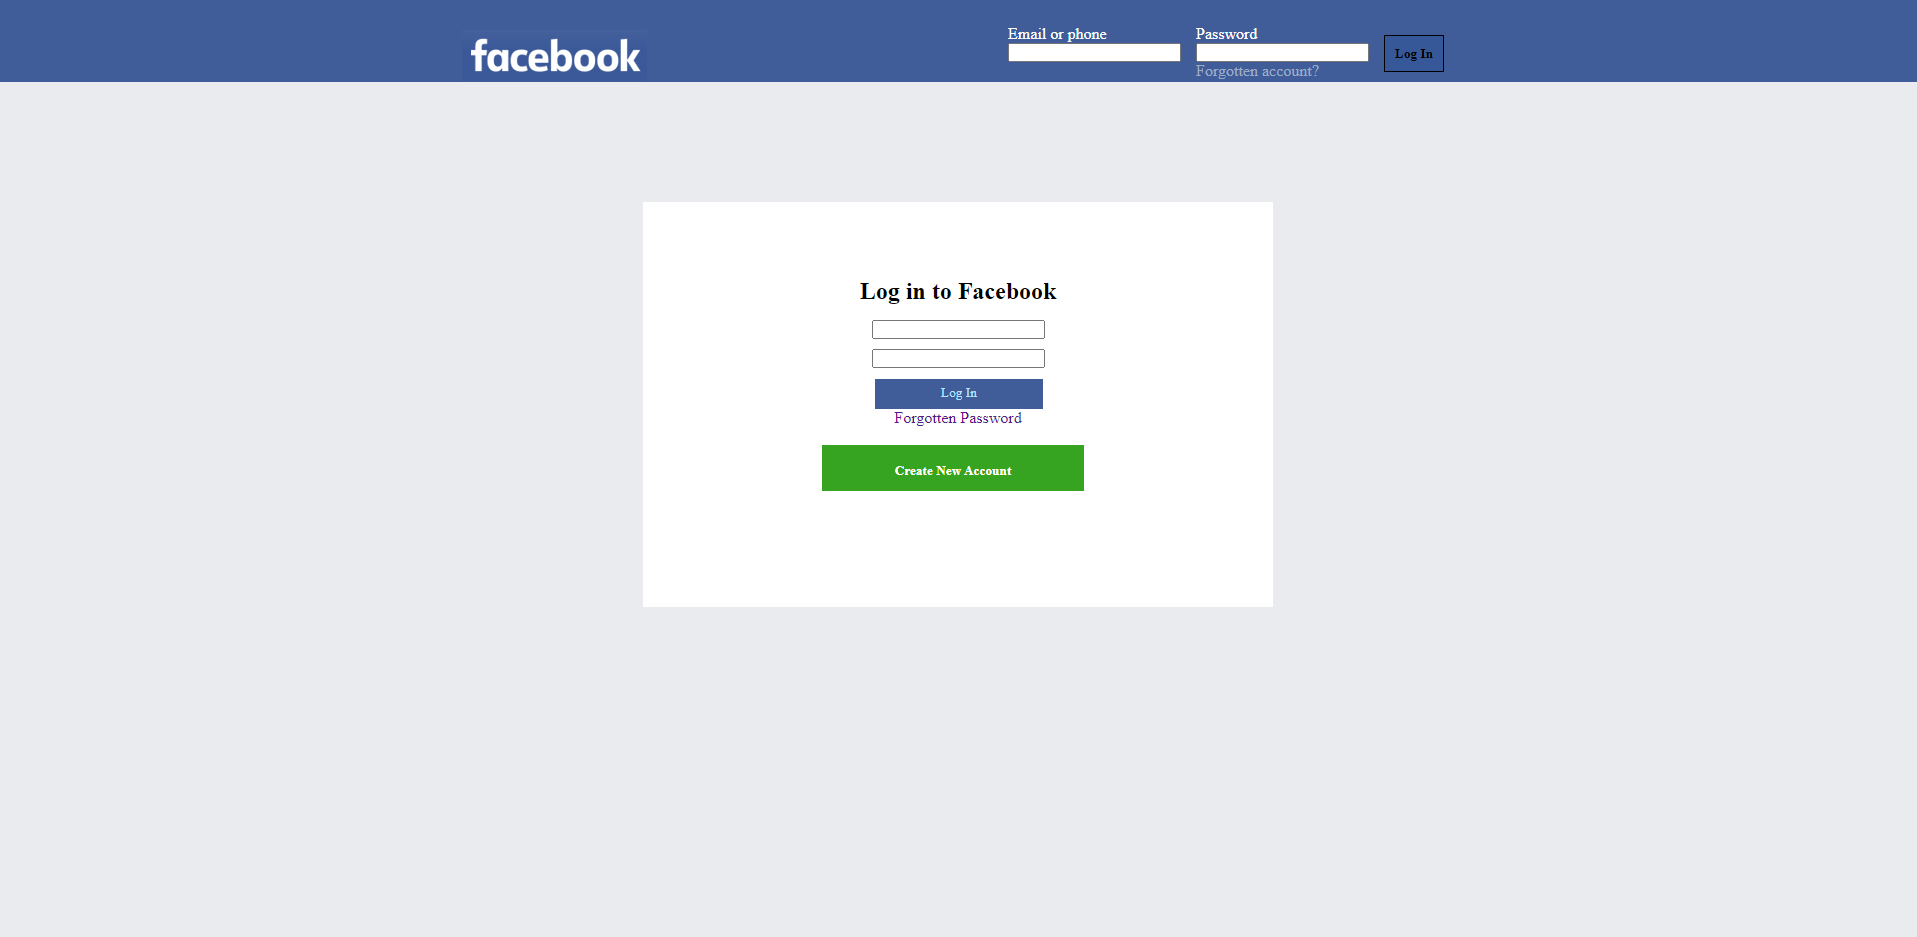 facebook
Email or phone
Password
Forgotten account?
Log In
Log in to Facebook
Log In
Forgotten Password
Create New Account